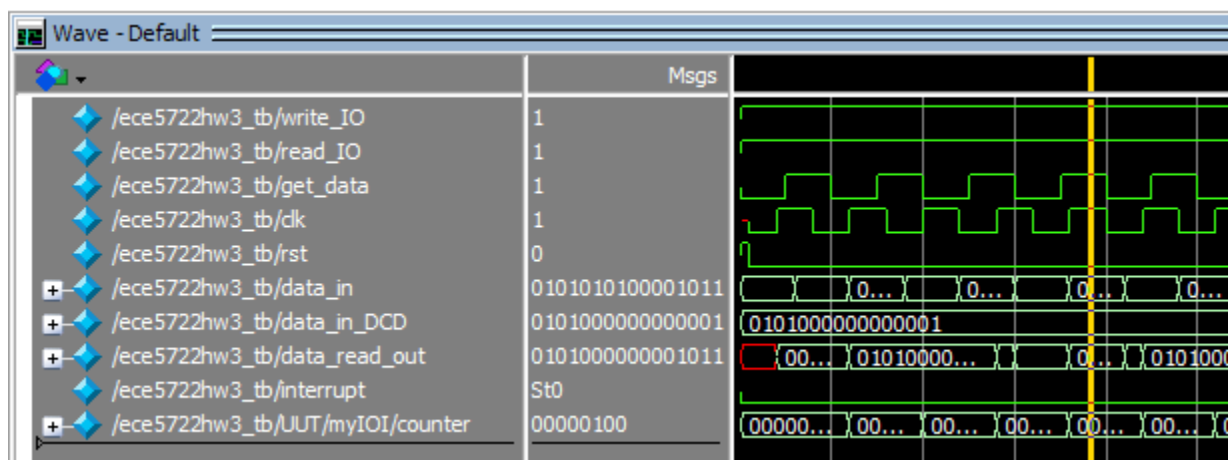 Wave - Default
Msgs
/ece5722hw3_tb/write_IO 1
/ece5722hw3_tb/read_IO 1
/ece5722hw3_tb/get_data 1
/ece5722hw3_tb/clk 1
/ece5722hw3_tb/rst 0
/ece5722hw3_tb/data_in 0101010100001011 0... 0... 0... 0...
/ece5722hw3_tb/data_in_DCD 0101000000000001 0101000000000001
/ece5722hw3_tb/data_read_out 0101000000001011 00... 01010000... 0... 0101000
/ece5722hw3_tb/interrupt St0
/ece5722hw3_tb/UUT/myIOI/counter 00000100 00000... 00... 00... 00... 00... 00...